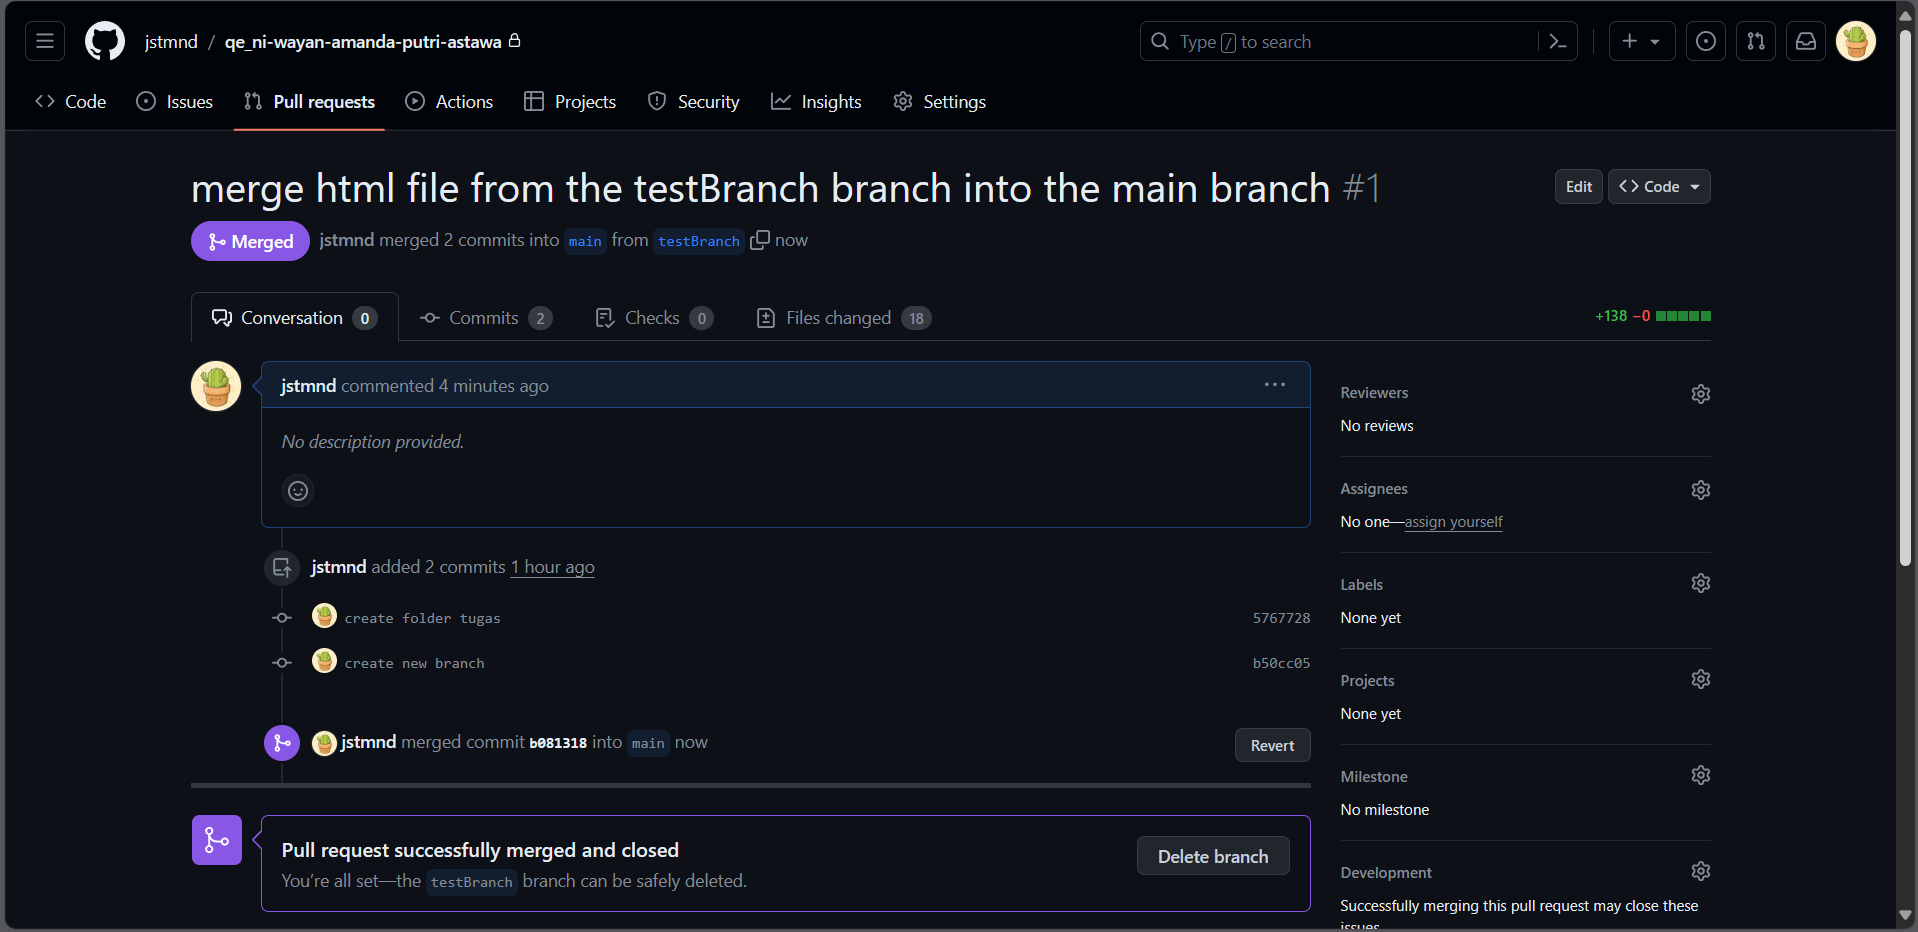 jstmnd / qe_ni-wayan-amanda-putri-astawa
Type / to search
Code Issues Pull requests Actions Projects Security Insights Settings
merge html file from the testBranch branch into the main branch #1
Edit Code
Merged jstmnd merged 2 commits into main from testBranch now
Conversation 0 Commits 2 Checks 0 Files changed 18
+138 −0
jstmnd commented 4 minutes ago
No description provided.
jstmnd added 2 commits 1 hour ago
create folder tugas 5767728
create new branch b50cc05
jstmnd merged commit b081318 into main now
Revert
Pull request successfully merged and closed
You’re all set—the testBranch branch can be safely deleted.
Delete branch
Reviewers
No reviews
Assignees
No one—assign yourself
Labels
None yet
Projects
None yet
Milestone
No milestone
Development
Successfully merging this pull request may close these
issues.